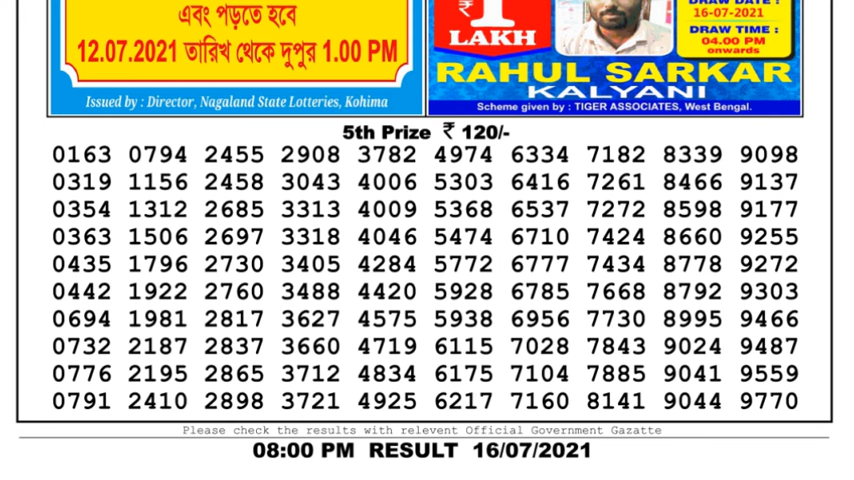 এবং পড়তে হবে
12.07.2021 তারিখ থেকে দুপুর 1.00 PM
Issued by : Director, Nagaland State Lotteries, Kohima
₹ 1
LAKH
DRAW DATE :
16-07-2021
DRAW TIME :
04.00 PM
onwards
RAHUL SARKAR
KALYANI
Scheme given by : TIGER ASSOCIATES, West Bengal.
5th Prize ₹ 120/-
0163 0794 2455 2908 3782 4974 6334 7182 8339 9098
0319 1156 2458 3043 4006 5303 6416 7261 8466 9137
0354 1312 2685 3313 4009 5368 6537 7272 8598 9177
0363 1506 2697 3318 4046 5474 6710 7424 8660 9255
0435 1796 2730 3405 4284 5772 6777 7434 8778 9272
0442 1922 2760 3488 4420 5928 6785 7668 8792 9303
0694 1981 2817 3627 4575 5938 6956 7730 8995 9466
0732 2187 2837 3660 4719 6115 7028 7843 9024 9487
0776 2195 2865 3712 4834 6175 7104 7885 9041 9559
0791 2410 2898 3721 4925 6217 7160 8141 9044 9770
Please check the results with relevent Official Government Gazatte
08:00 PM RESULT 16/07/2021